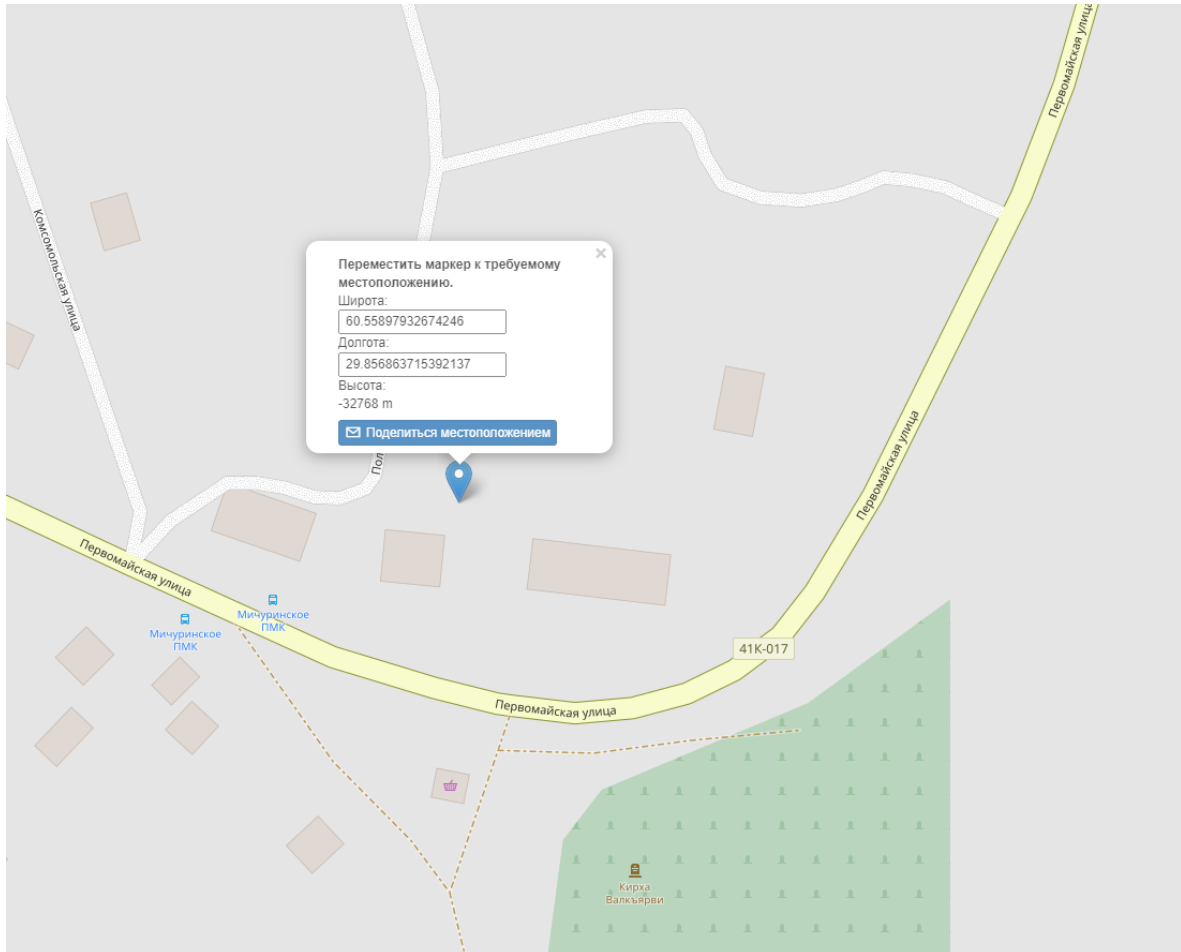 Первомайская улица
Комсомольская улица
Переместить маркер к требуемому
местоположению.
×
Широта:
60.55897932674246
Долгота:
29.856863715392137
Высота:
-32768 m
Поделиться местоположением
Пол
Первомайская улица
Первомайская улица
Мичуринское
ПМК
Мичуринское
ПМК
41К-017
Первомайская улица
Кирха
Валкъярви